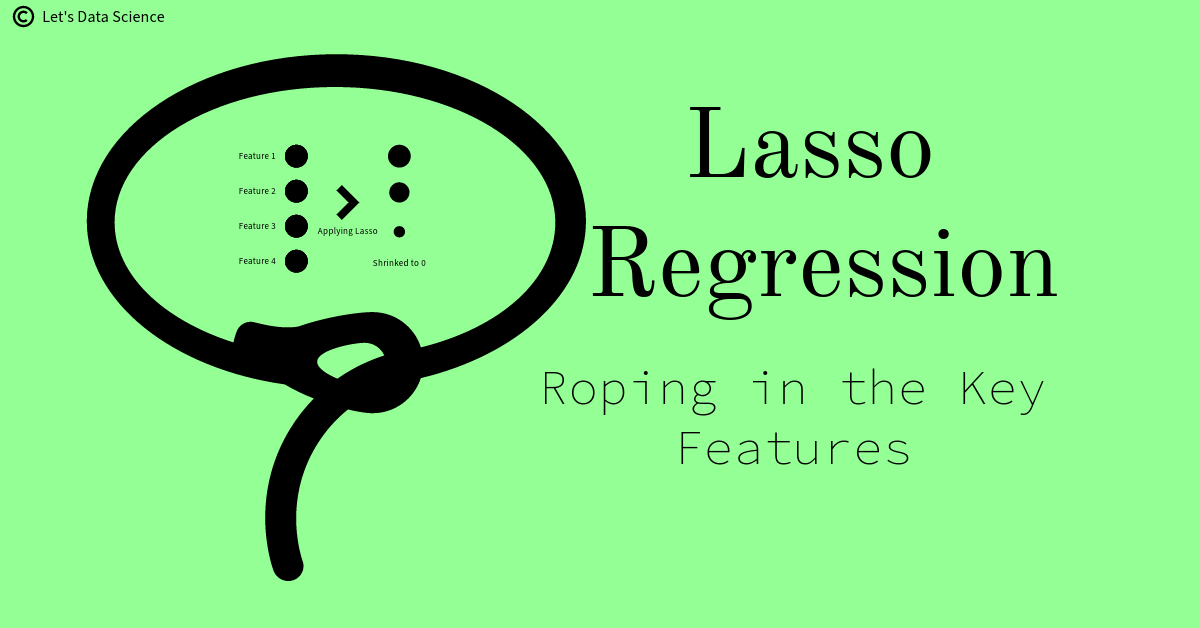 © Let's Data Science
Lasso
Regression
Roping in the Key
Features
Feature 1
Feature 2
Feature 3
Feature 4
Applying Lasso
Shrinked to 0